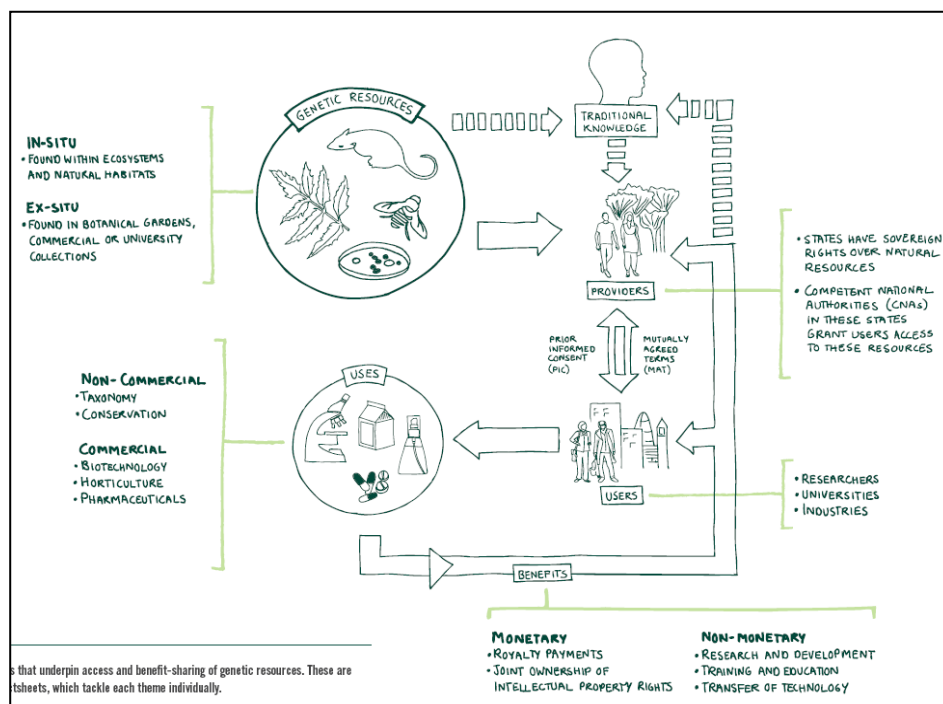 GENETIC RESOURCES
TRADITIONAL
KNOWLEDGE
IN-SITU
• FOUND WITHIN ECOSYSTEMS
AND NATURAL HABITATS
EX-SITU
• FOUND IN BOTANICAL GARDENS,
COMMERCIAL OR UNIVERSITY
COLLECTIONS
PROVIDERS
• STATES HAVE SOVEREIGN
RIGHTS OVER NATURAL
RESOURCES
• COMPETENT NATIONAL
AUTHORITIES (CNAs)
IN THESE STATES
GRANT USERS ACCESS
TO THESE RESOURCES
PRIOR
INFORMED
CONSENT
(PIC)
MUTUALLY
AGREED
TERMS
(MAT)
USES
NON-COMMERCIAL
• TAXONOMY
• CONSERVATION
COMMERCIAL
• BIOTECHNOLOGY
• HORTICULTURE
• PHARMACEUTICALS
USERS
• RESEARCHERS
• UNIVERSITIES
• INDUSTRIES
BENEFITS
MONETARY
• ROYALTY PAYMENTS
• JOINT OWNERSHIP OF
INTELLECTUAL PROPERTY RIGHTS
NON-MONETARY
• RESEARCH AND DEVELOPMENT
• TRAINING AND EDUCATION
• TRANSFER OF TECHNOLOGY
s that underpin access and benefit-sharing of genetic resources. These are
ctsheets, which tackle each theme individually.